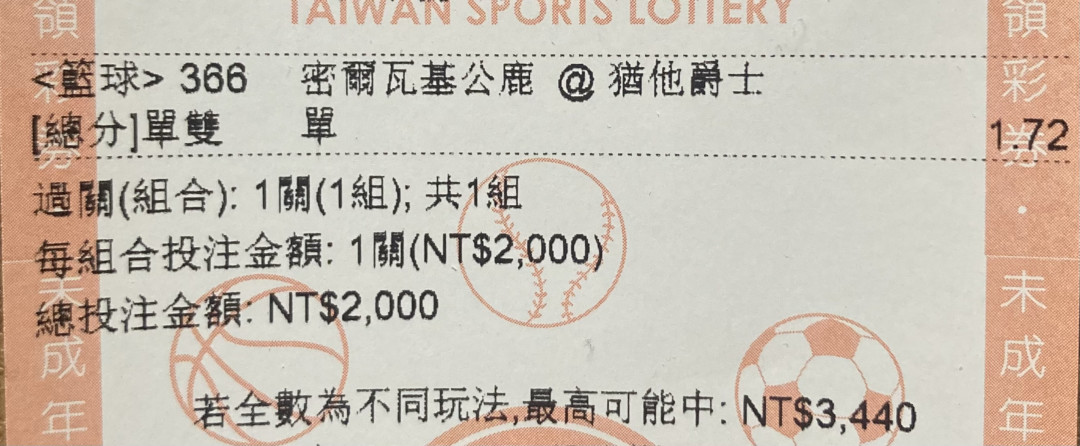 TAIWAN SPORTS LOTTERY
<籃球> 366 密爾瓦基公鹿 @ 猶他爵士
[總分]單雙 單 1.72
過關(組合): 1關(1組); 共1組
每組合投注金額: 1關(NT$2,000)
總投注金額: NT$2,000
若全數為不同玩法,最高可能中: NT$3,440
領彩券
未成年
領彩券·未成年